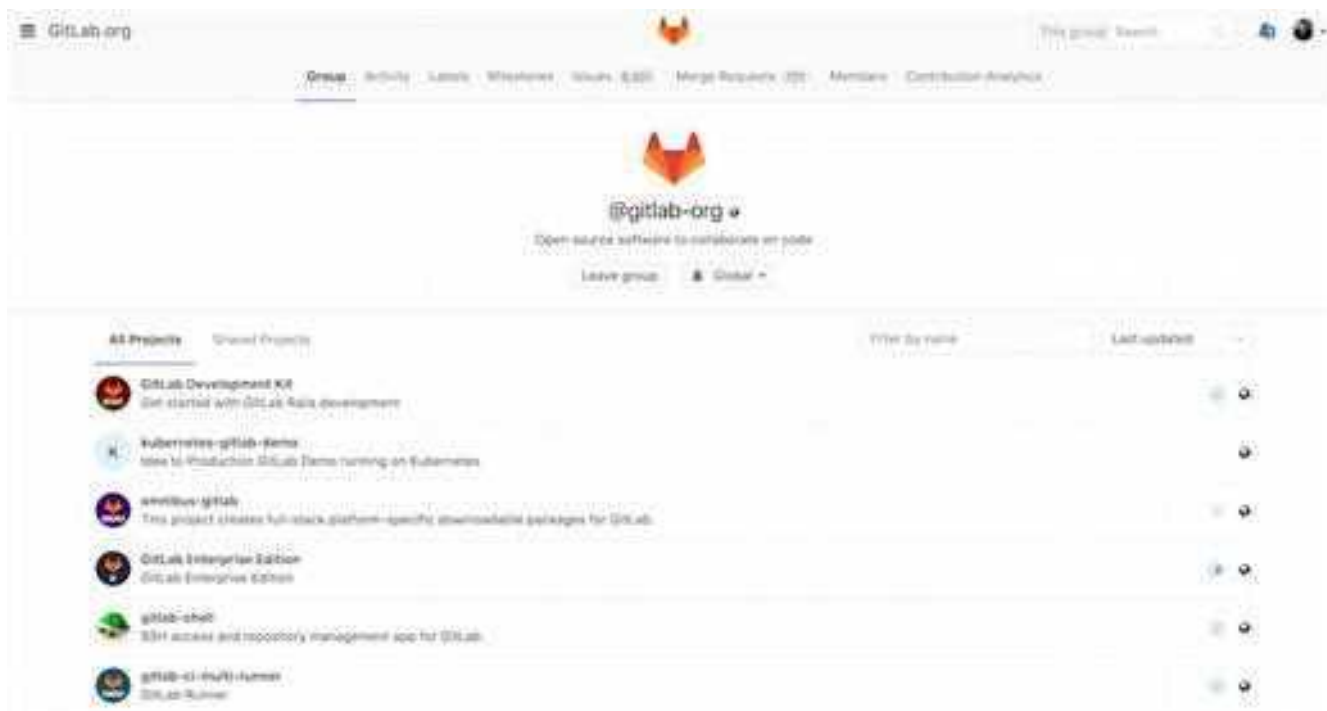 GitLab.org This group Search
Group Activity Labels Milestones Issues Merge Requests Members Contribution Analytics
@gitlab-org
Open source software to collaborate on code
Leave group Global
All Projects Shared Projects Filter by name Last updated
GitLab Development Kit
Get started with GitLab Rails development
K kubernetes-gitlab-demo
Idea to Production GitLab Demo running on Kubernetes
omnibus-gitlab
This project creates full-stack platform-specific downloadable packages for GitLab.
GitLab Enterprise Edition
GitLab Enterprise Edition
gitlab-shell
SSH access and repository management app for GitLab
gitlab-ci-multi-runner
GitLab Runner